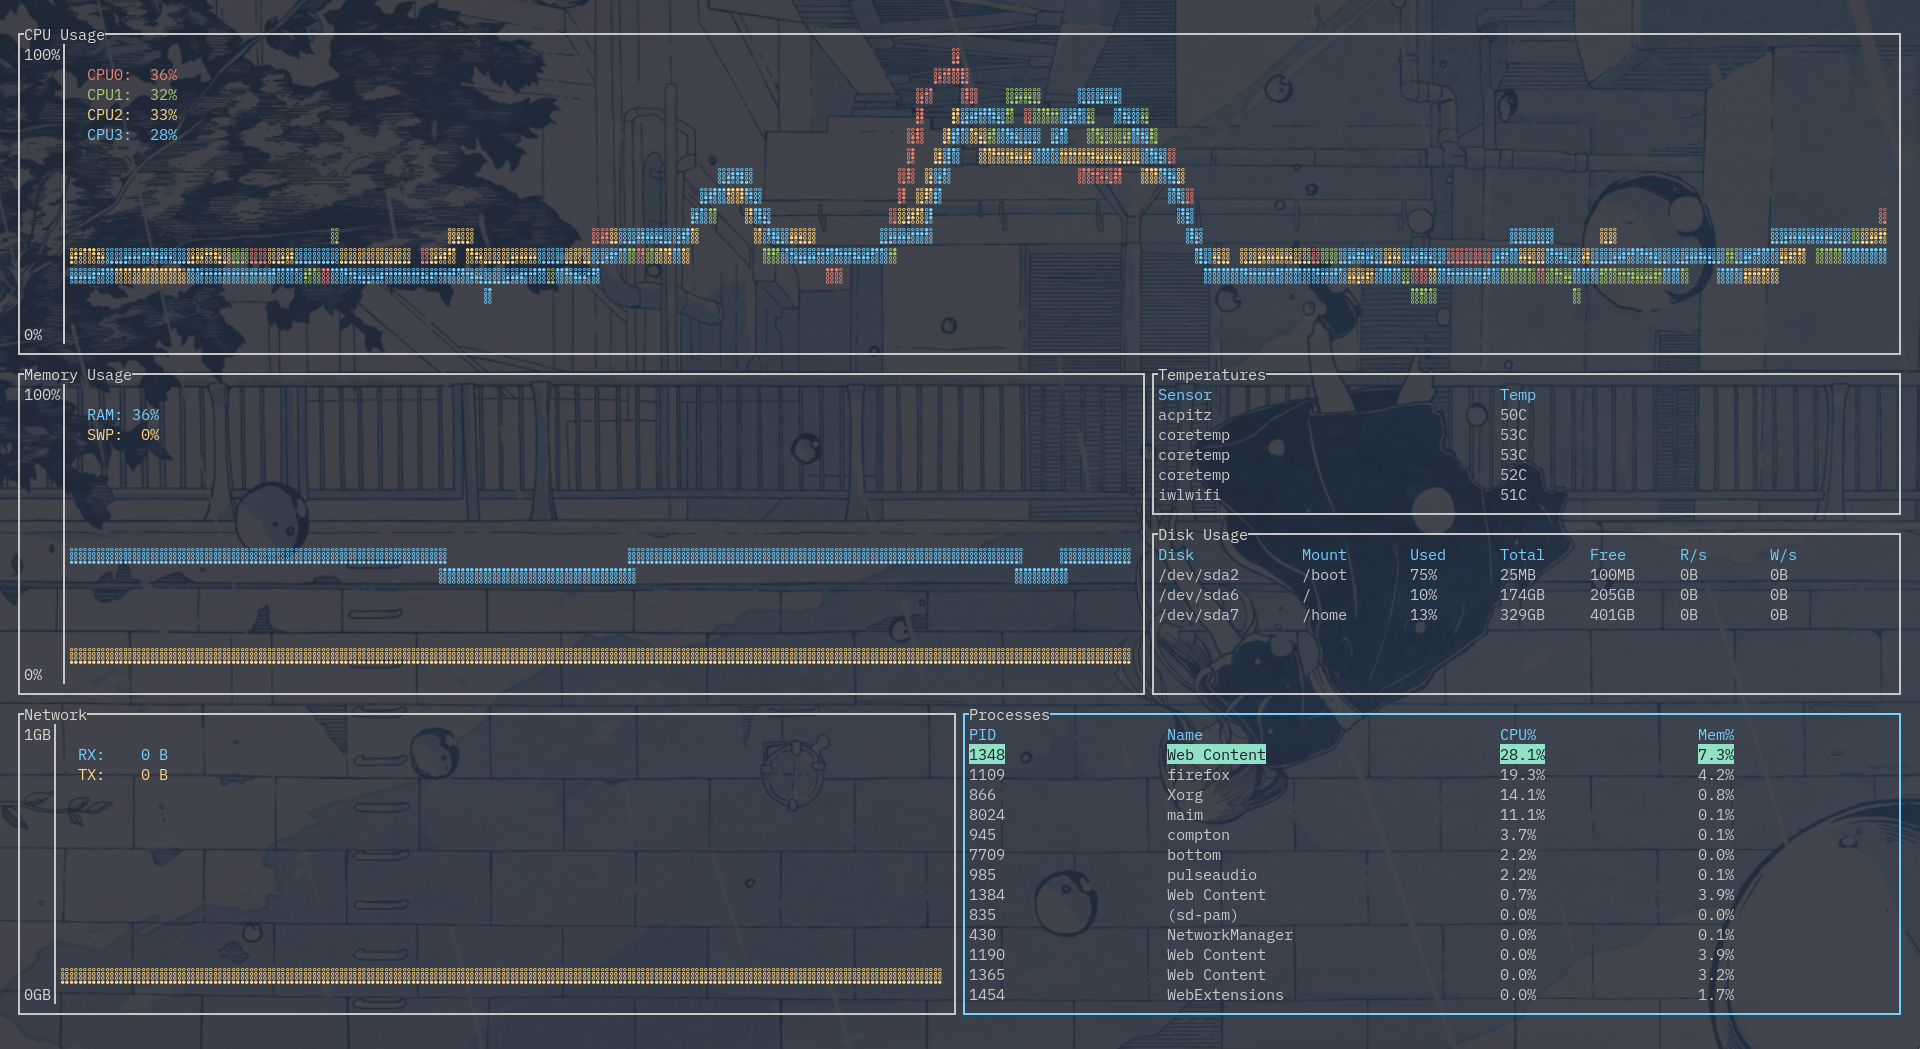 CPU Usage
100%
CPU0: 36%
CPU1: 32%
CPU2: 33%
CPU3: 28%
0%
Memory Usage
100%
RAM: 36%
SWP: 0%
0%
Temperatures
Sensor Temp
acpitz 50C
coretemp 53C
coretemp 53C
coretemp 52C
iwlwifi 51C
Disk Usage
Disk Mount Used Total Free R/s W/s
/dev/sda2 /boot 75% 25MB 100MB 0B 0B
/dev/sda6 / 10% 174GB 205GB 0B 0B
/dev/sda7 /home 13% 329GB 401GB 0B 0B
Network
1GB
RX: 0 B
TX: 0 B
0GB
Processes
PID Name CPU% Mem%
1348 Web Content 28.1% 7.3%
1109 firefox 19.3% 4.2%
866 Xorg 14.1% 0.8%
8024 maim 11.1% 0.1%
945 compton 3.7% 0.1%
7709 bottom 2.2% 0.0%
985 pulseaudio 2.2% 0.1%
1384 Web Content 0.7% 3.9%
835 (sd-pam) 0.0% 0.0%
430 NetworkManager 0.0% 0.1%
1190 Web Content 0.0% 3.9%
1365 Web Content 0.0% 3.2%
1454 WebExtensions 0.0% 1.7%